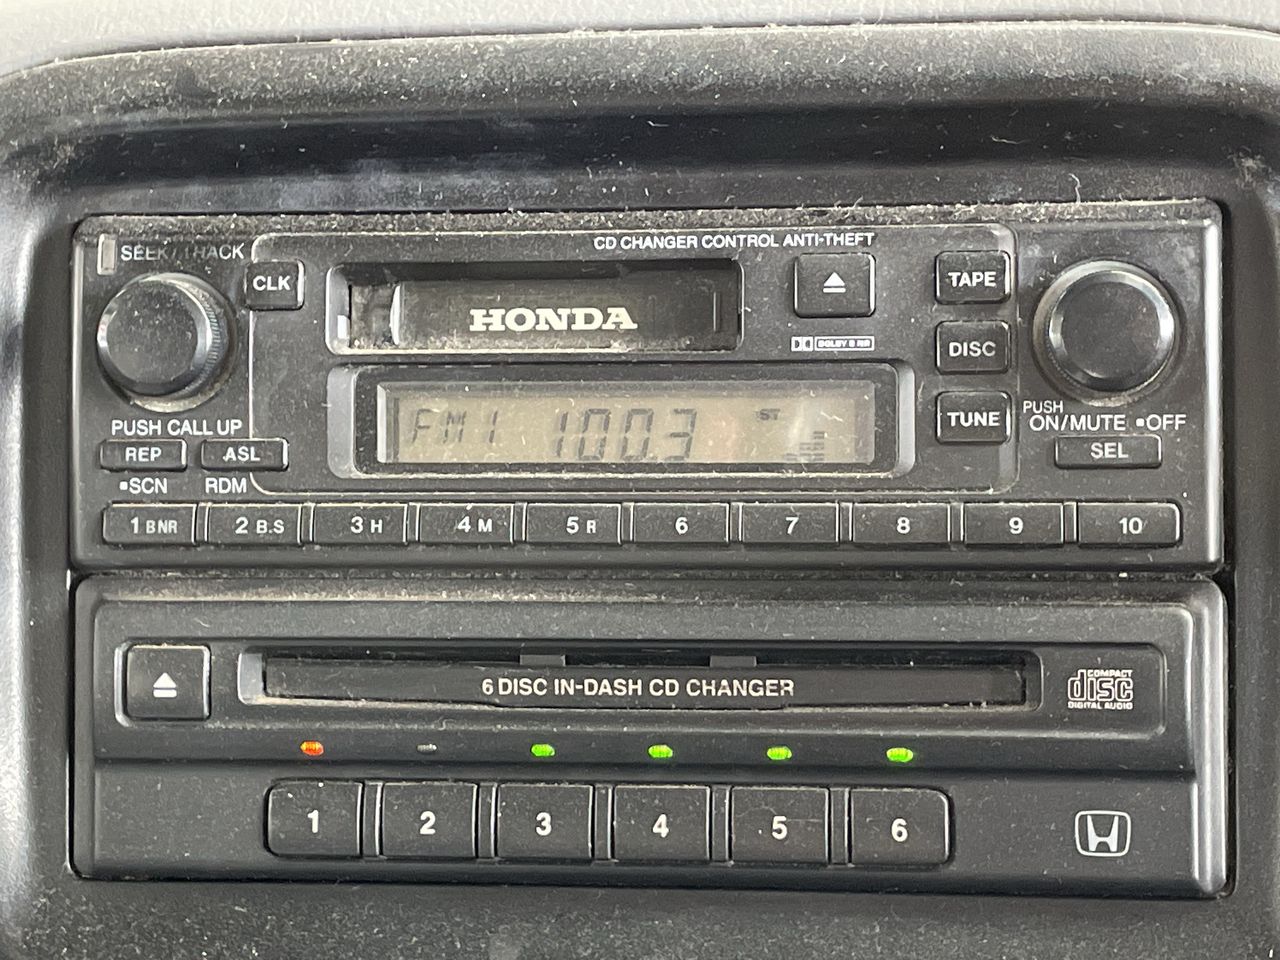 SEEK/TRACK
CD CHANGER CONTROL ANTI-THEFT
CLK
TAPE
HONDA
DOLBY B NR
DISC
FM1 100.3 ST
TUNE
PUSH
ON/MUTE ▪OFF
PUSH CALL UP
REP ASL
SEL
▪SCN RDM
1 BNR 2 B.S 3 H 4 M 5 R 6 7 8 9 10
6 DISC IN-DASH CD CHANGER
COMPACT
disc
DIGITAL AUDIO
1 2 3 4 5 6